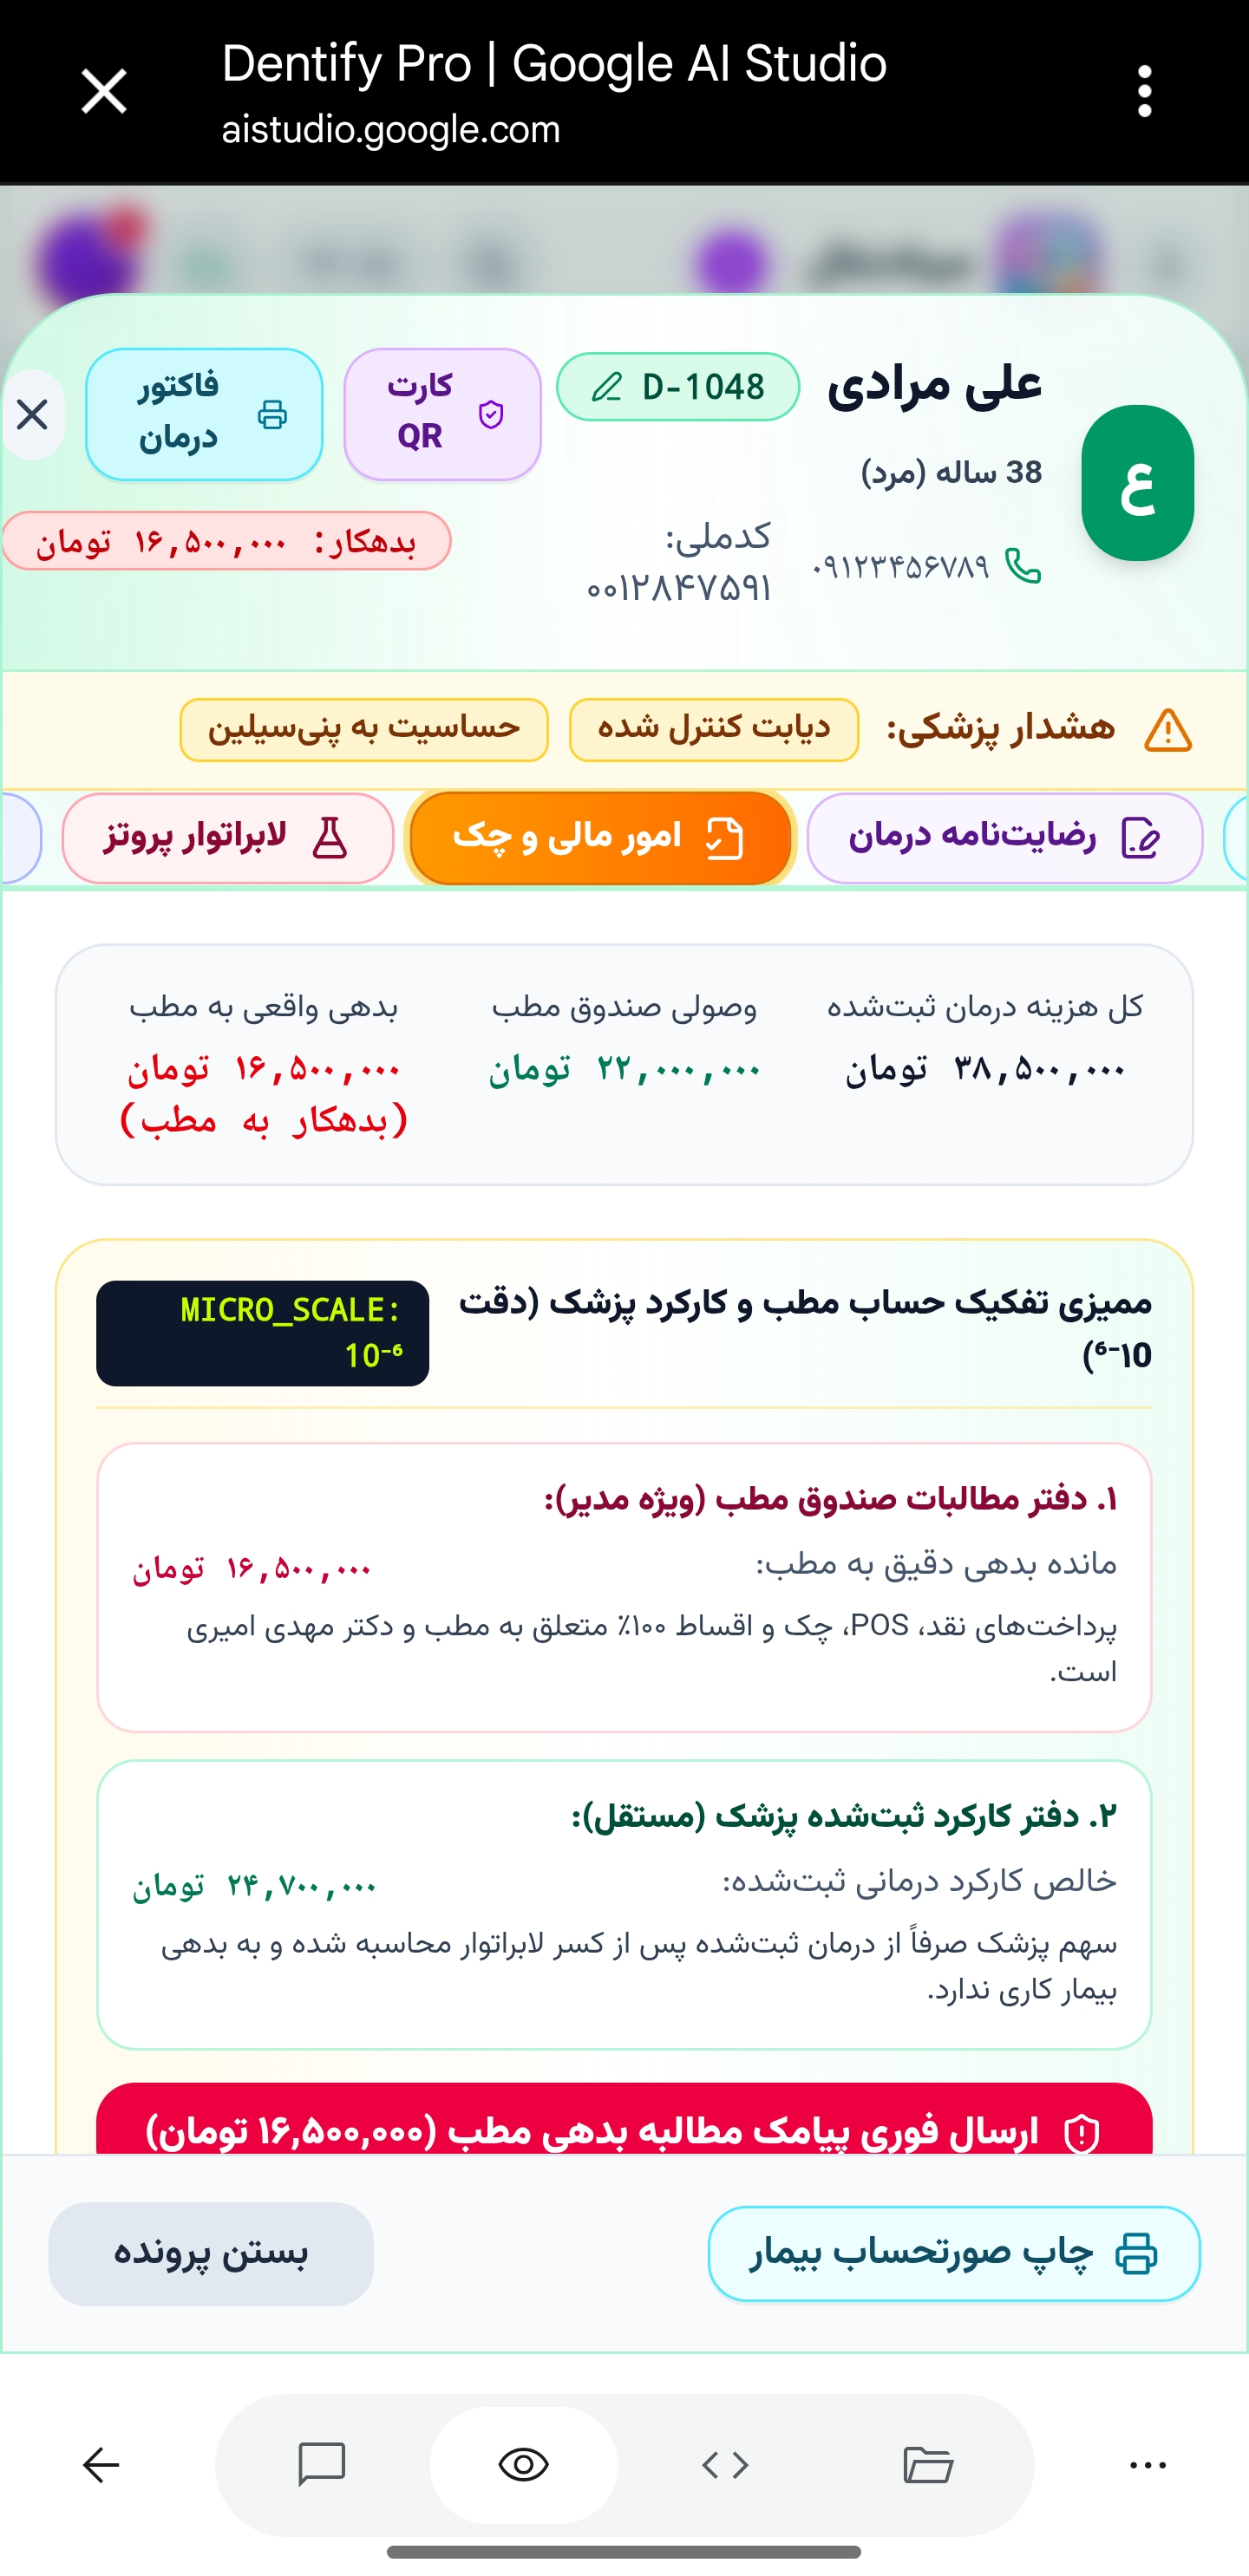 Dentify Pro | Google AI Studio
aistudio.google.com
علی مرادی
D-1048
کارت
QR
فاکتور
درمان
38 ساله (مرد)
ع
۰۹۱۲۳۴۵۶۷۸۹
کدملی:
۰۰۱۲۸۴۷۵۹۱
بدهکار: ۱۶,۵۰۰,۰۰۰ تومان
هشدار پزشکی:
دیابت کنترل شده
حساسیت به پنی‌سیلین
رضایت‌نامه درمان
امور مالی و چک
لابراتوار پروتز
کل هزینه درمان ثبت‌شده
۳۸,۵۰۰,۰۰۰ تومان
وصولی صندوق مطب
۲۲,۰۰۰,۰۰۰ تومان
بدهی واقعی به مطب
۱۶,۵۰۰,۰۰۰ تومان
(بدهکار به مطب)
ممیزی تفکیک حساب مطب و کارکرد پزشک (دقت
10⁻⁶)
MICRO_SCALE:
10⁻⁶
۱. دفتر مطالبات صندوق مطب (ویژه مدیر):
مانده بدهی دقیق به مطب:
۱۶,۵۰۰,۰۰۰ تومان
پرداخت‌های نقد، POS، چک و اقساط ۱۰۰٪ متعلق به مطب و دکتر مهدی امیری
است.
۲. دفتر کارکرد ثبت‌شده پزشک (مستقل):
خالص کارکرد درمانی ثبت‌شده:
۲۴,۷۰۰,۰۰۰ تومان
سهم پزشک صرفاً از درمان ثبت‌شده پس از کسر لابراتوار محاسبه شده و به بدهی
بیمار کاری ندارد.
ارسال فوری پیامک مطالبه بدهی مطب (۱۶,۵۰۰,۰۰۰ تومان)
چاپ صورتحساب بیمار
بستن پرونده